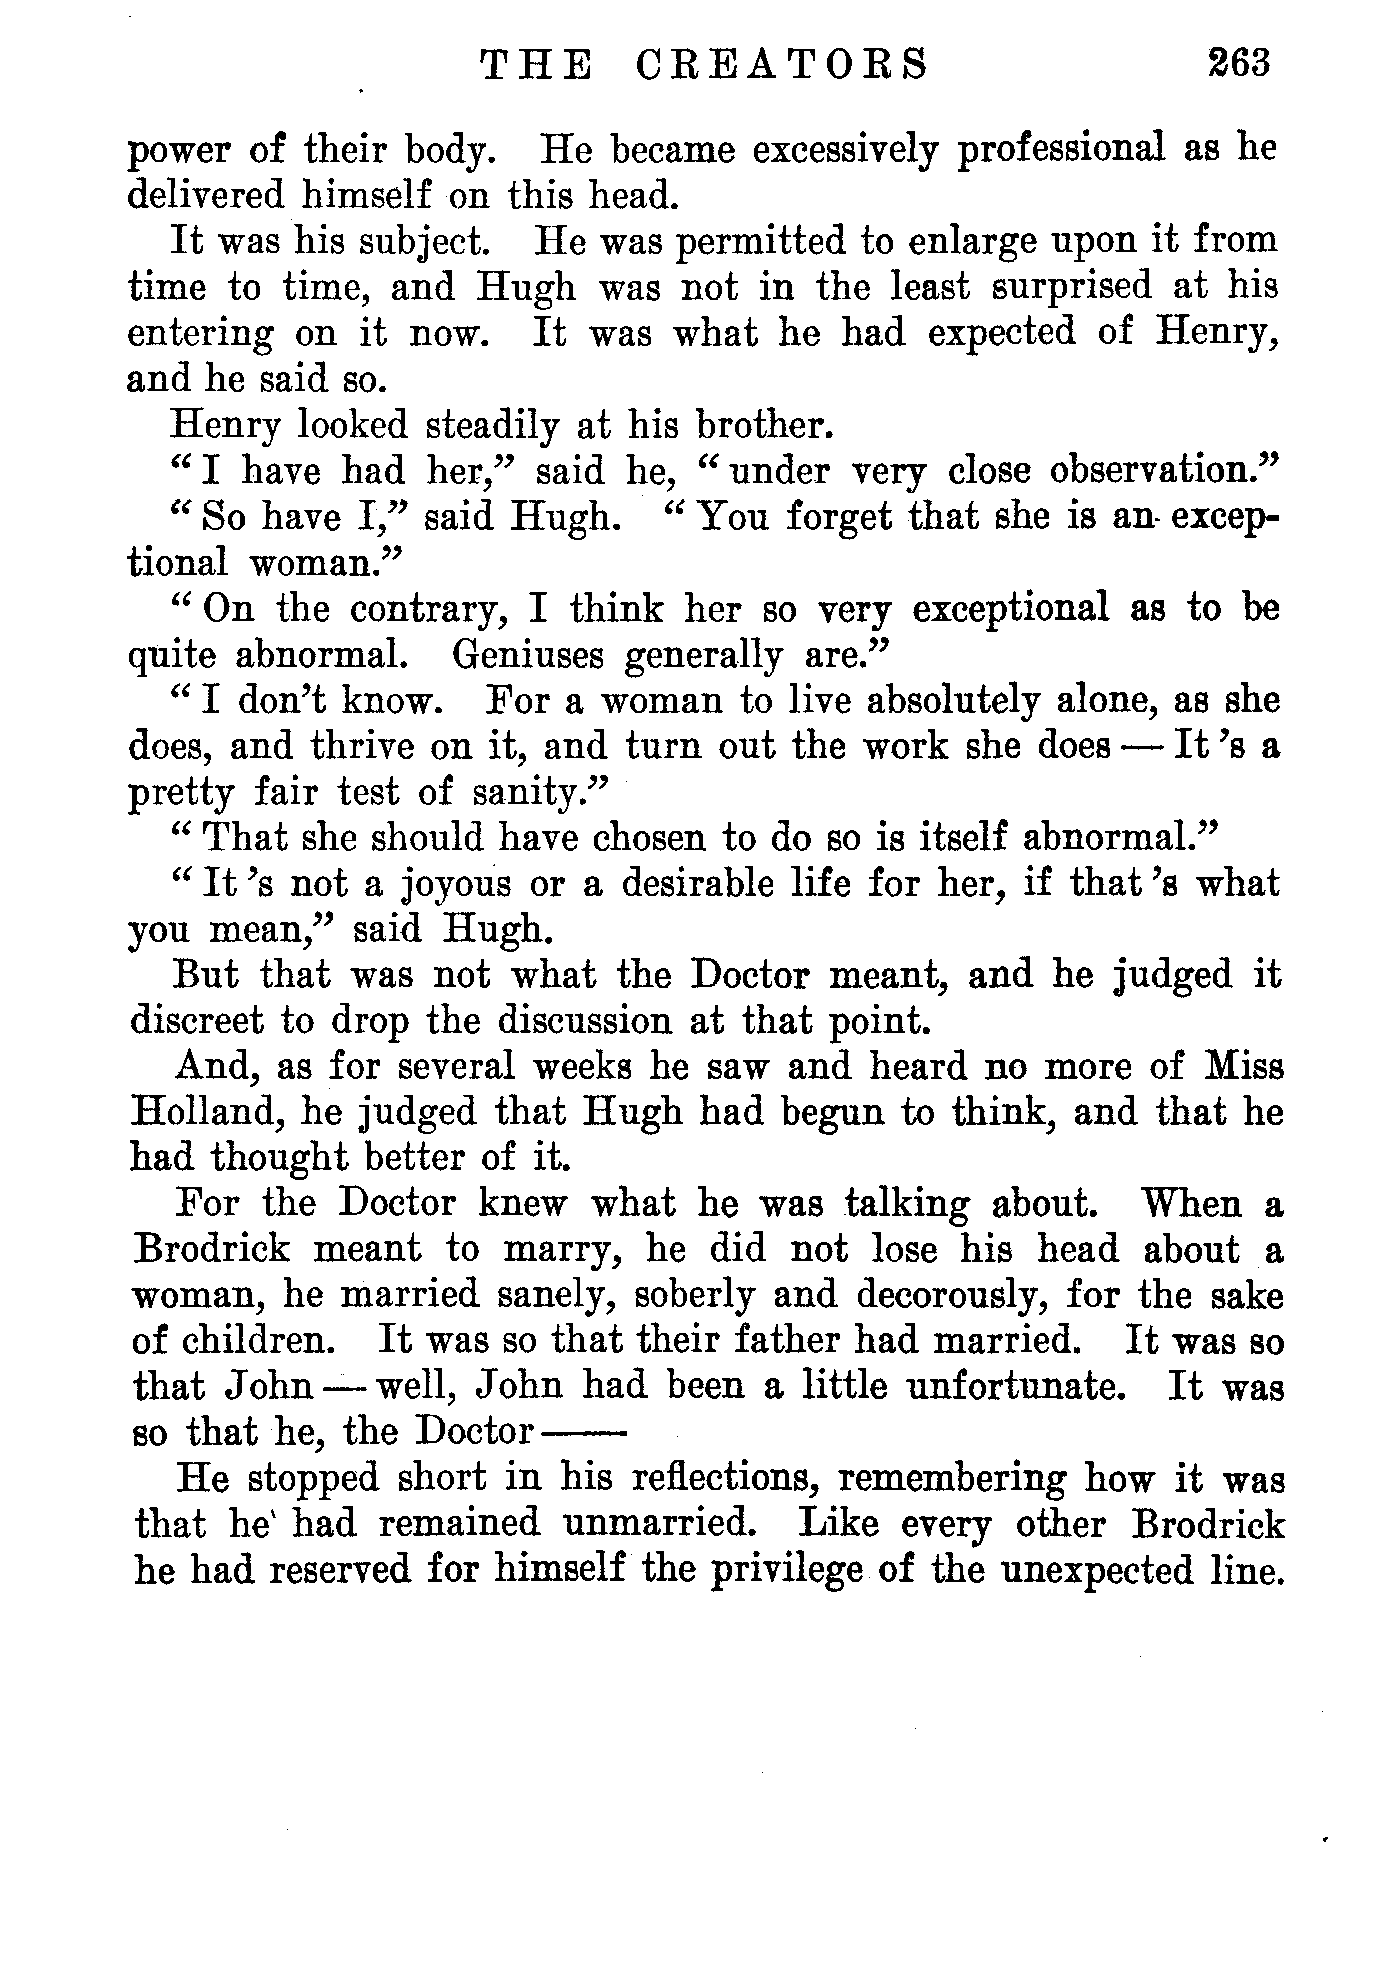 THE CREATORS 263
power of their body. He became excessively professional as he
delivered himself on this head.
It was his subject. He was permitted to enlarge upon it from
time to time, and Hugh was not in the least surprised at his
entering on it now. It was what he had expected of Henry,
and he said so.
Henry looked steadily at his brother.
“I have had her,” said he, “under very close observation.”
“So have I,” said Hugh. “You forget that she is an excep-
tional woman.”
“On the contrary, I think her so very exceptional as to be
quite abnormal. Geniuses generally are.”
“I don’t know. For a woman to live absolutely alone, as she
does, and thrive on it, and turn out the work she does — It ’s a
pretty fair test of sanity.”
“That she should have chosen to do so is itself abnormal.”
“It ’s not a joyous or a desirable life for her, if that ’s what
you mean,” said Hugh.
But that was not what the Doctor meant, and he judged it
discreet to drop the discussion at that point.
And, as for several weeks he saw and heard no more of Miss
Holland, he judged that Hugh had begun to think, and that he
had thought better of it.
For the Doctor knew what he was talking about. When a
Brodrick meant to marry, he did not lose his head about a
woman, he married sanely, soberly and decorously, for the sake
of children. It was so that their father had married. It was so
that John — well, John had been a little unfortunate. It was
so that he, the Doctor——
He stopped short in his reflections, remembering how it was
that he had remained unmarried. Like every other Brodrick
he had reserved for himself the privilege of the unexpected line.